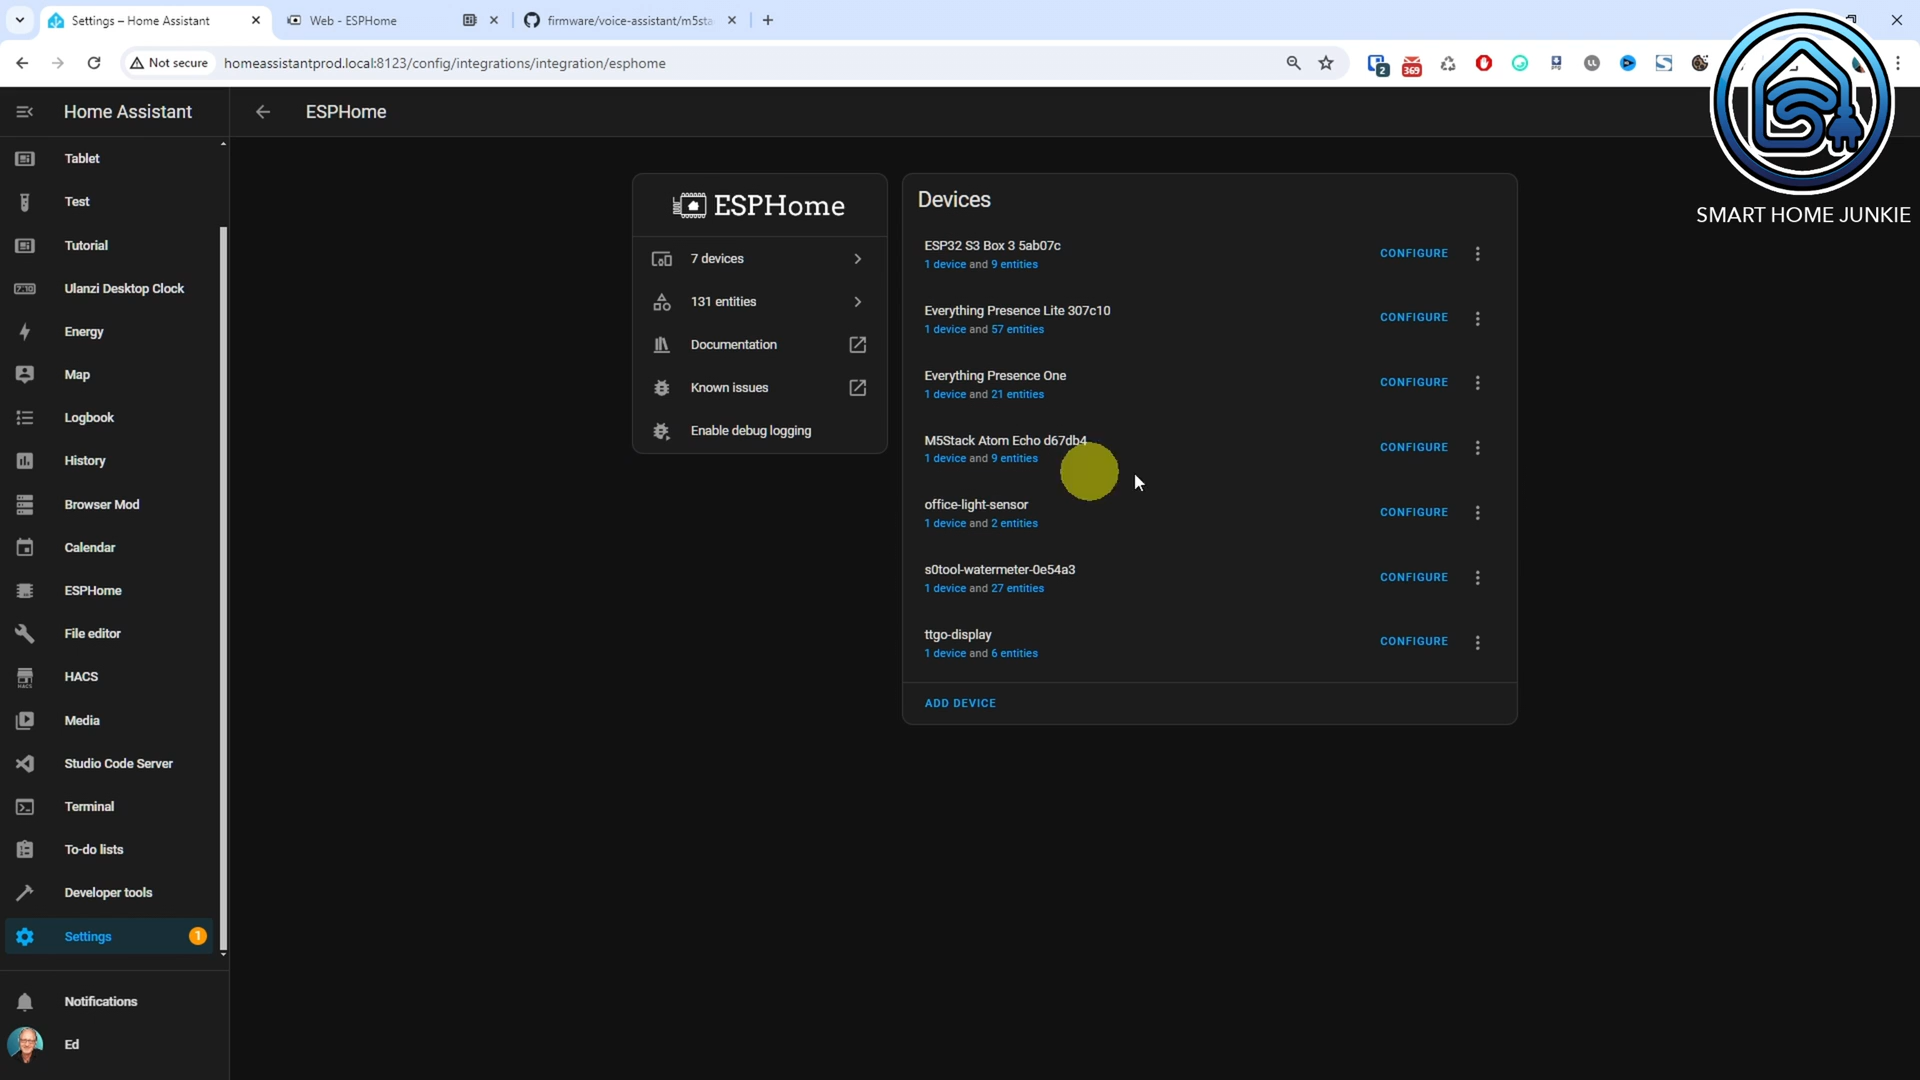 Settings – Home Assistant
Web - ESPHome
firmware/voice-assistant/m5sta
Not secure
homeassistantprod.local:8123/config/integrations/integration/esphome
2
369
Home Assistant
ESPHome
SMART HOME JUNKIE
Tablet
Test
Tutorial
Ulanzi Desktop Clock
Energy
Map
Logbook
History
Browser Mod
Calendar
ESPHome
File editor
HACS
Media
Studio Code Server
Terminal
To-do lists
Developer tools
Settings
1
Notifications
Ed
ESPHome
7 devices
131 entities
Documentation
Known issues
Enable debug logging
Devices
ESP32 S3 Box 3 5ab07c
1 device and 9 entities
CONFIGURE
Everything Presence Lite 307c10
1 device and 57 entities
CONFIGURE
Everything Presence One
1 device and 21 entities
CONFIGURE
M5Stack Atom Echo d67db4
1 device and 9 entities
CONFIGURE
office-light-sensor
1 device and 2 entities
CONFIGURE
s0tool-watermeter-0e54a3
1 device and 27 entities
CONFIGURE
ttgo-display
1 device and 6 entities
CONFIGURE
ADD DEVICE